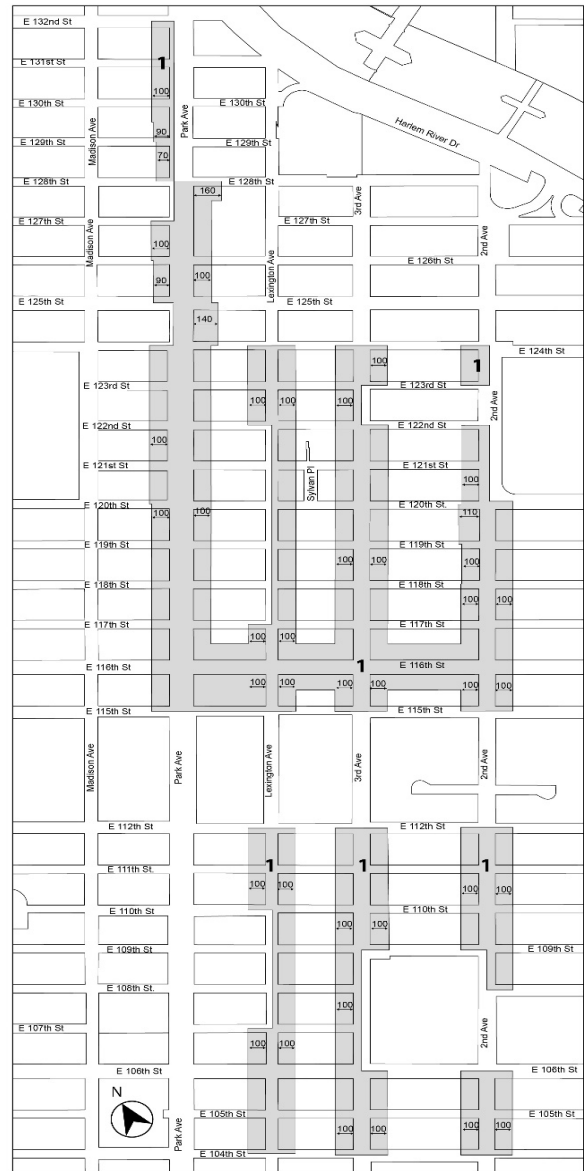 E 132nd St
E 131st St
1
100
E 130th St
Madison Ave
Park Ave
E 130th St
90
E 129th St
E 129th St
Harlem River Dr
70
E 128th St
E 128th St
160
3rd Ave
E 127th St
E 127th St
Madison Ave
100
Lexington Ave
2nd Ave
E 126th St
90
100
E 125th St
E 125th St
140
E 124th St
100
1
E 123rd St
E 123rd St
100
100
100
2nd Ave
E 122nd St
E 122nd St
100
E 121st St
E 121st St
Sylvan Pl
100
E 120th St
E 120th St.
100
100
110
E 119th St
E 119th St
100
100
100
E 118th St
E 118th St
100
100
E 117th St
E 117th St
100
100
E 116th St
1
E 116th St
100
100
100
100
100
100
E 115th St
E 115th St
Madison Ave
Park Ave
Lexington Ave
3rd Ave
2nd Ave
E 112th St
E 112th St
1
1
1
E 111th St.
100
100
100
100
E 110th St
E 110th St
100
100
E 109th St
E 109th St
E 108th St.
100
E 107th St
2nd Ave
100
100
E 106th St
E 106th St
N
E 105th St
E 105th St
Park Ave
100
100
100
100
E 104th St